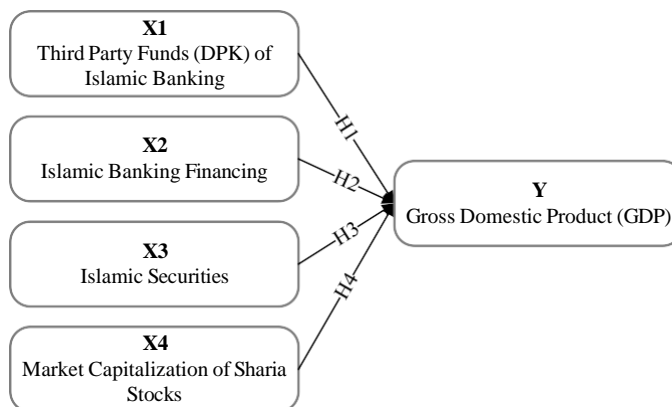 X1
Third Party Funds (DPK) of
Islamic Banking
H1
X2
Islamic Banking Financing
H2
Y
Gross Domestic Product (GDP)
X3
Islamic Securities
H3
X4
Market Capitalization of Sharia
Stocks
H4